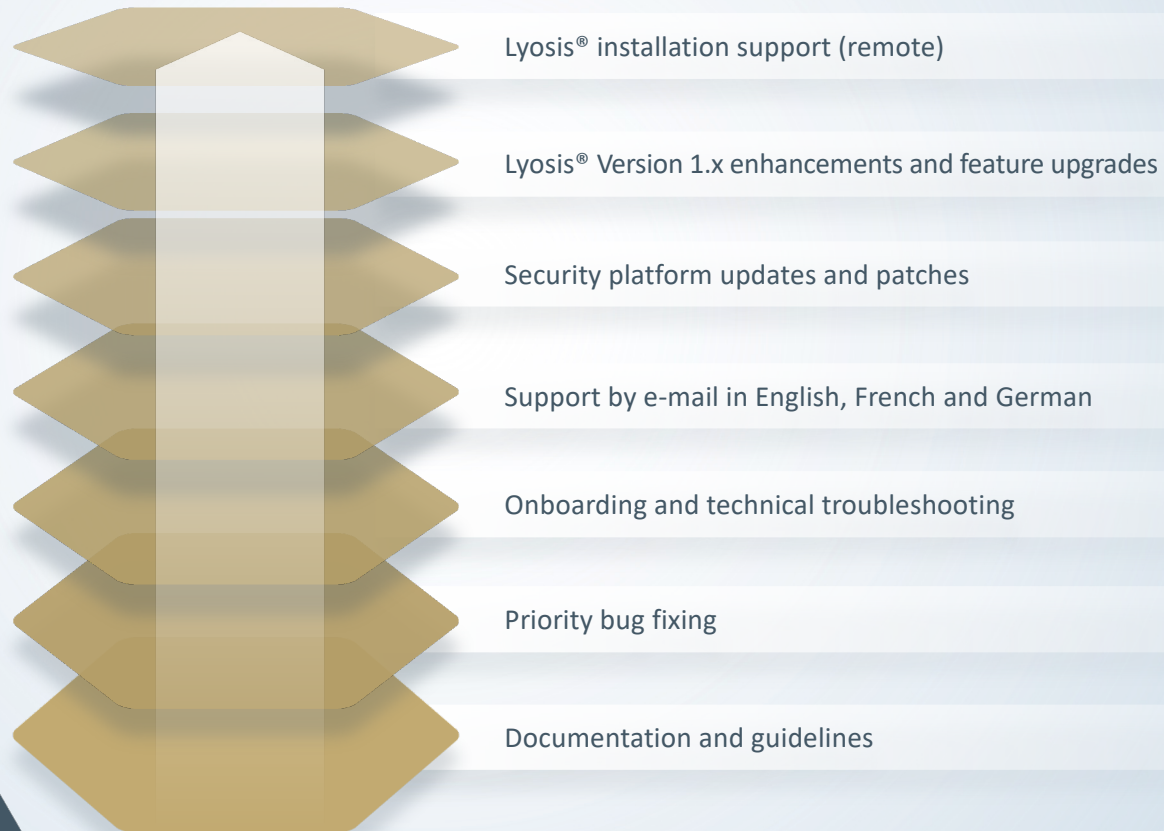 Lyosis® installation support (remote)
Lyosis® Version 1.x enhancements and feature upgrades
Security platform updates and patches
Support by e-mail in English, French and German
Onboarding and technical troubleshooting
Priority bug fixing
Documentation and guidelines